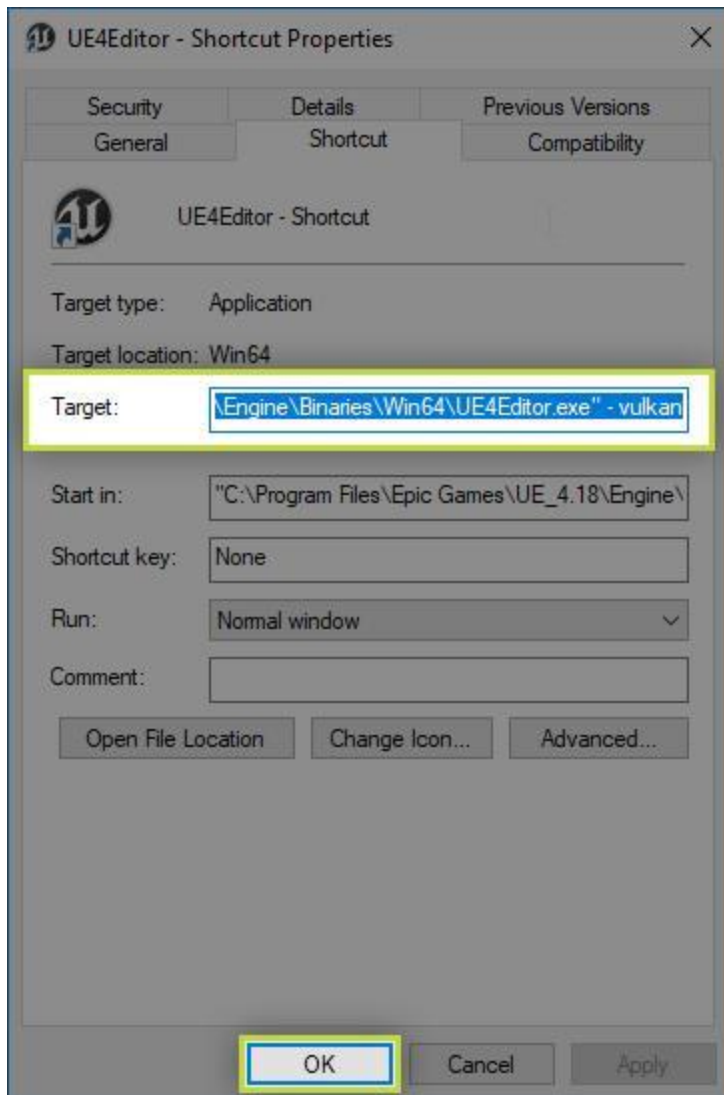 UE4Editor - Shortcut Properties
Security Details Previous Versions
General Shortcut Compatibility
UE4Editor - Shortcut
Target type: Application
Target location: Win64
Target: \Engine\Binaries\Win64\UE4Editor.exe" - vulkan
Start in: "C:\Program Files\Epic Games\UE_4.18\Engine\
Shortcut key: None
Run: Normal window
Comment:
Open File Location Change Icon... Advanced...
OK Cancel Apply